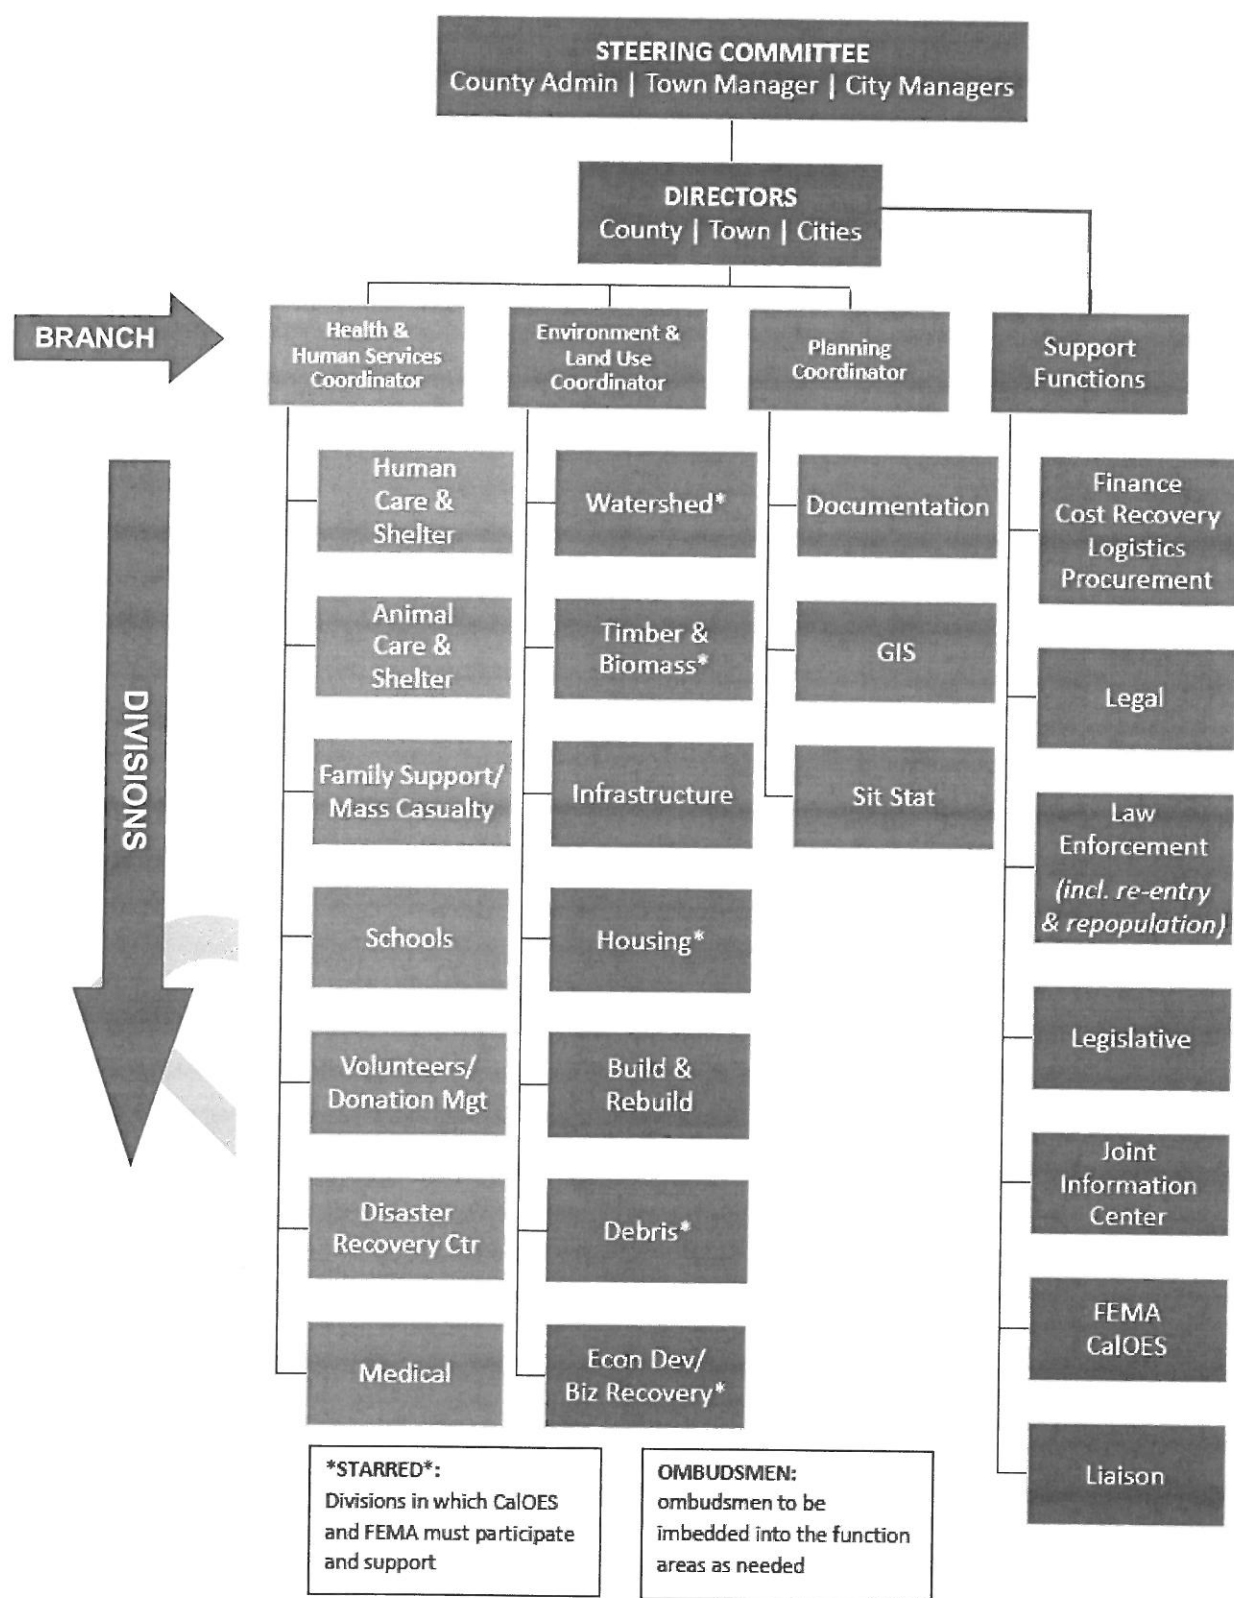 STEERING COMMITTEE
County Admin | Town Manager | City Managers
DIRECTORS
County | Town | Cities
BRANCH
Health &
Human Services
Coordinator
Environment &
Land Use
Coordinator
Planning
Coordinator
Support
Functions
DIVISIONS
Human
Care &
Shelter
Animal
Care &
Shelter
Family Support/
Mass Casualty
Schools
Volunteers/
Donation Mgt
Disaster
Recovery Ctr
Medical
Watershed*
Timber &
Biomass*
Infrastructure
Housing*
Build &
Rebuild
Debris*
Econ Dev/
Biz Recovery*
Documentation
GIS
Sit Stat
Finance
Cost Recovery
Logistics
Procurement
Legal
Law
Enforcement
(incl. re-entry
& repopulation)
Legislative
Joint
Information
Center
FEMA
CalOES
Liaison
*STARRED*:
Divisions in which CalOES
and FEMA must participate
and support
OMBUDSMEN:
ombudsmen to be
imbedded into the function
areas as needed